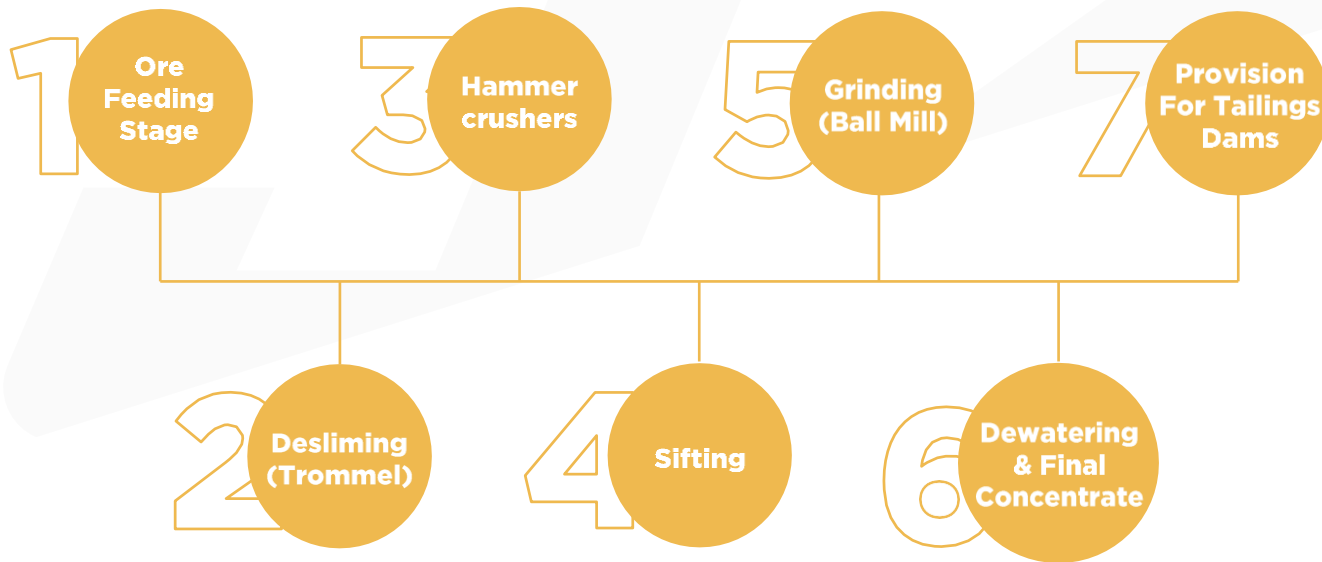 1
Ore
Feeding
Stage
2
Desliming
(Trommel)
3
Hammer
crushers
4
Sifting
5
Grinding
(Ball Mill)
6
Dewatering
& Final
Concentrate
7
Provision
For Tailings
Dams